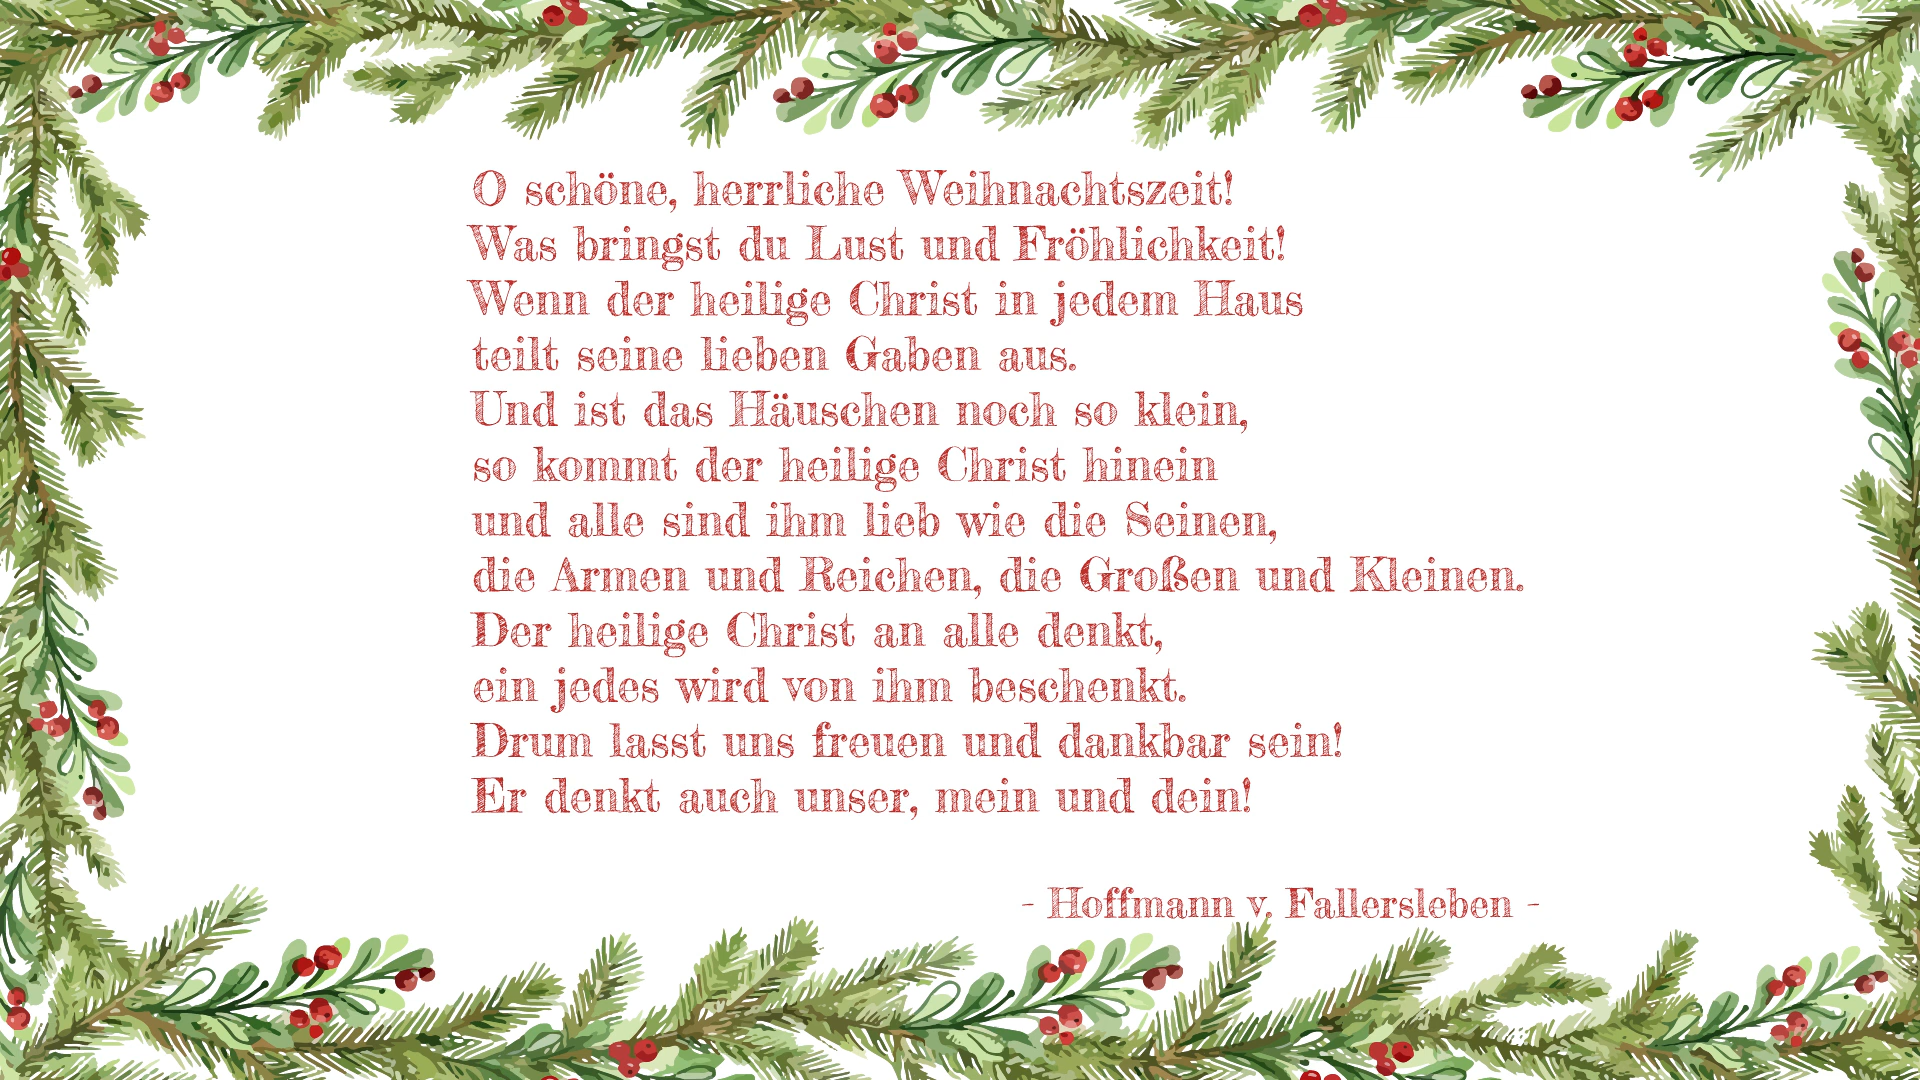 O schöne, herrliche Weihnachtszeit!
Was bringst du Lust und Fröhlichkeit!
Wenn der heilige Christ in jedem Haus
teilt seine lieben Gaben aus.
Und ist das Häuschen noch so klein,
so kommt der heilige Christ hinein
und alle sind ihm lieb wie die Seinen,
die Armen und Reichen, die Großen und Kleinen.
Der heilige Christ an alle denkt,
ein jedes wird von ihm beschenkt.
Drum lasst uns freuen und dankbar sein!
Er denkt auch unser, mein und dein!
- Hoffmann v. Fallersleben -